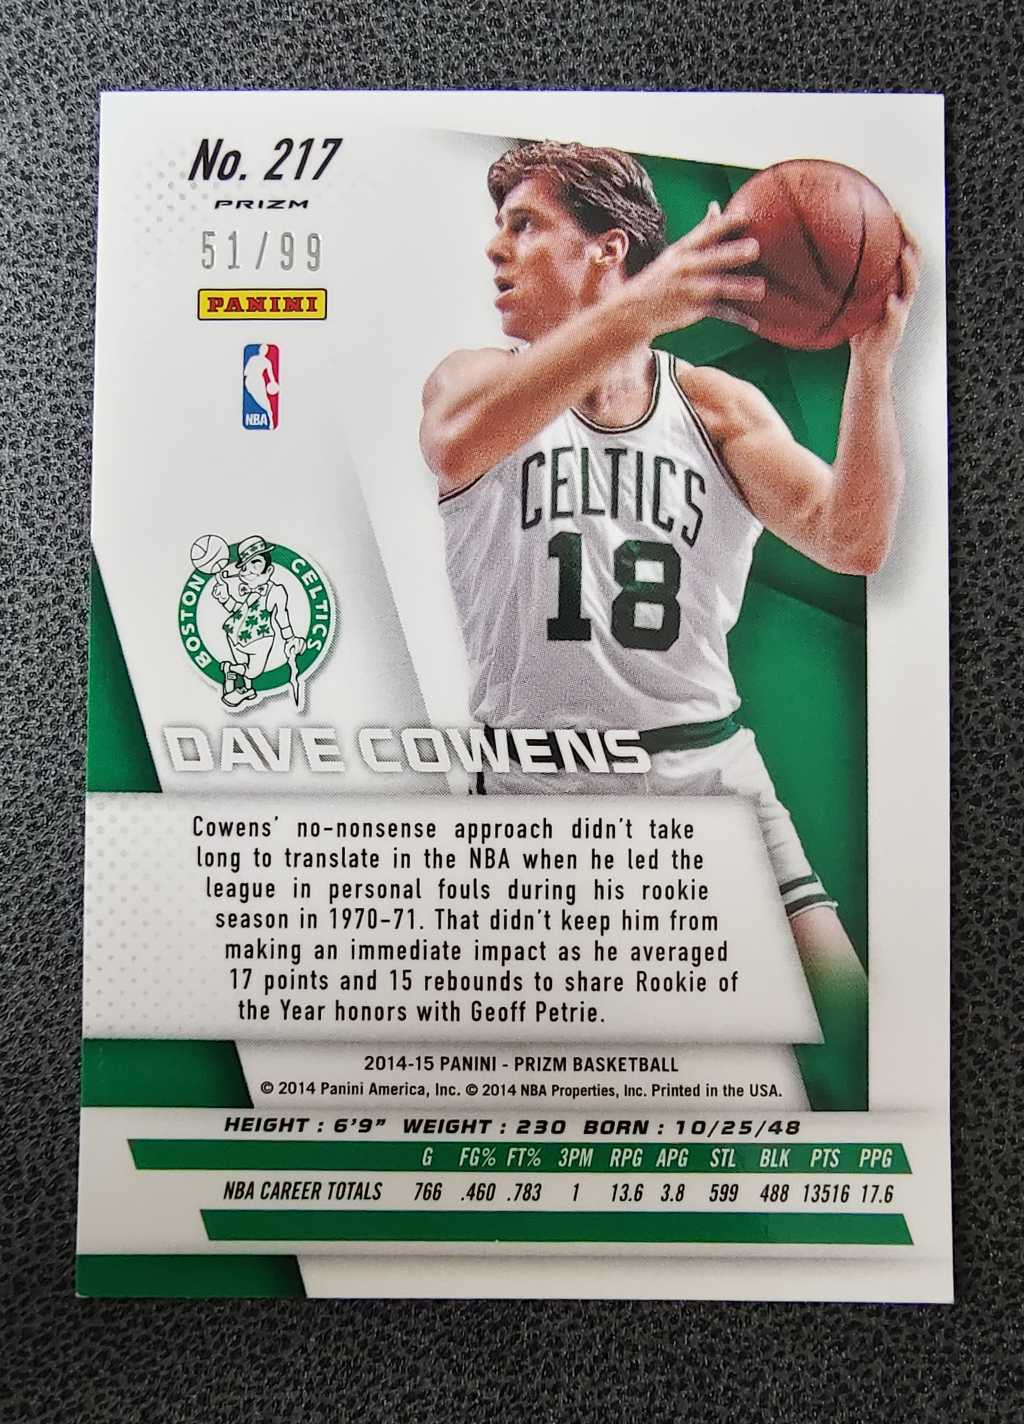 No. 217
PRIZM
51/99
PANINI
NBA
BOSTON CELTICS
CELTICS
18
DAVE COWENS
Cowens' no-nonsense approach didn't take
long to translate in the NBA when he led the
league in personal fouls during his rookie
season in 1970-71. That didn't keep him from
making an immediate impact as he averaged
17 points and 15 rebounds to share Rookie of
the Year honors with Geoff Petrie.
2014-15 PANINI - PRIZM BASKETBALL
© 2014 Panini America, Inc. © 2014 NBA Properties, Inc. Printed in the USA.
HEIGHT : 6'9" WEIGHT : 230 BORN : 10/25/48
G FG% FT% 3PM RPG APG STL BLK PTS PPG
NBA CAREER TOTALS 766 .460 .783 1 13.6 3.8 599 488 13516 17.6